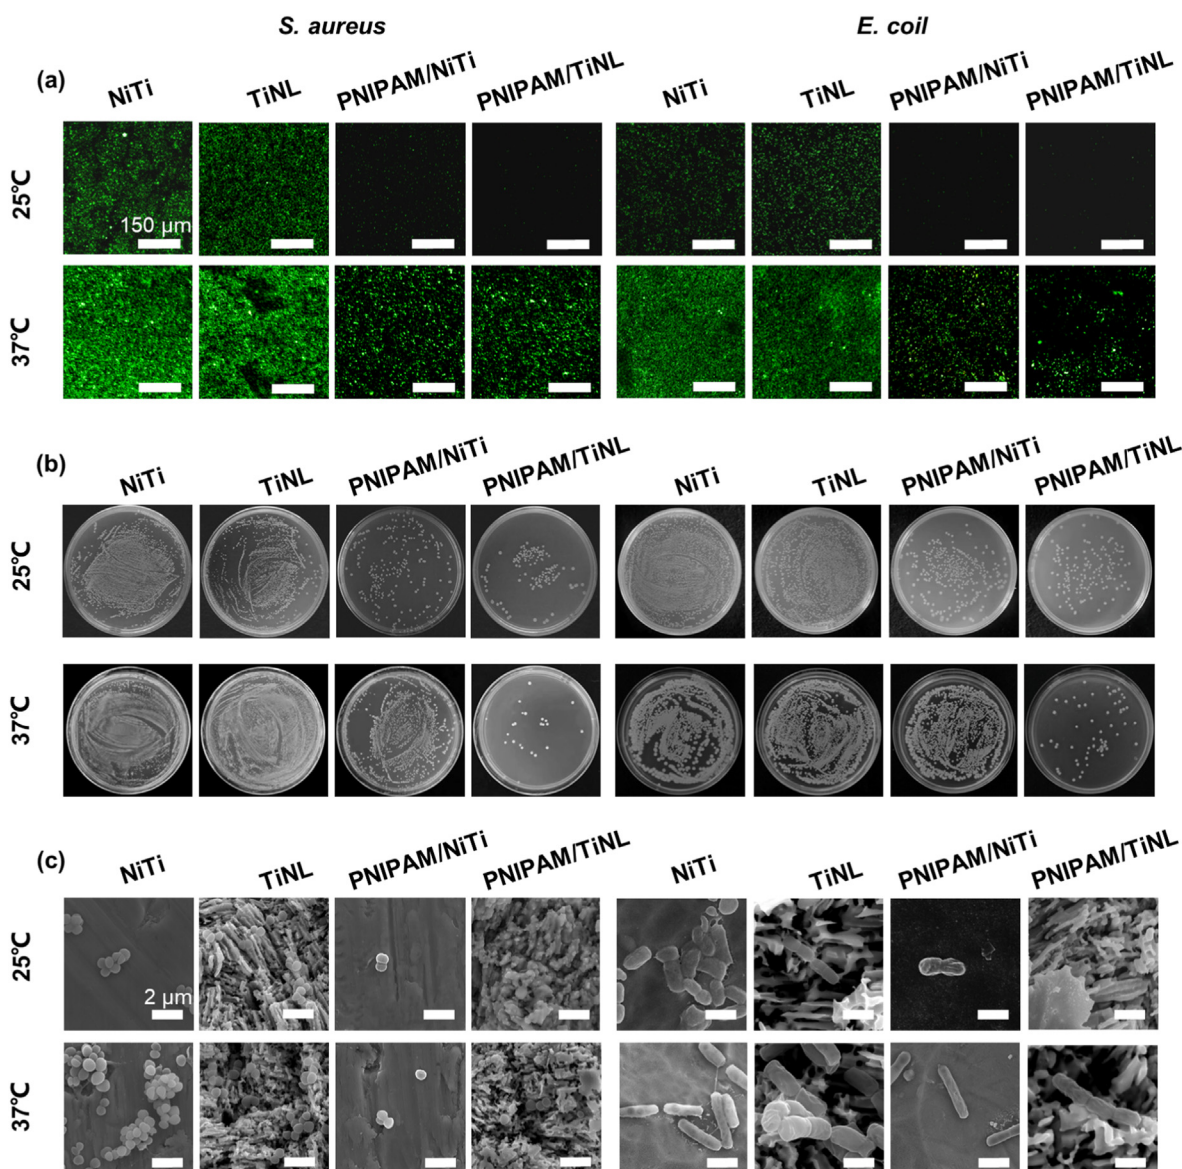 S. aureus E. coil
(a) NiTi TiNL PNIPAM/NiTi PNIPAM/TiNL NiTi TiNL PNIPAM/NiTi PNIPAM/TiNL
25℃
150 μm
37℃
(b) NiTi TiNL PNIPAM/NiTi PNIPAM/TiNL NiTi TiNL PNIPAM/NiTi PNIPAM/TiNL
25℃
37℃
(c) NiTi TiNL PNIPAM/NiTi PNIPAM/TiNL NiTi TiNL PNIPAM/NiTi PNIPAM/TiNL
25℃
2 μm
37℃